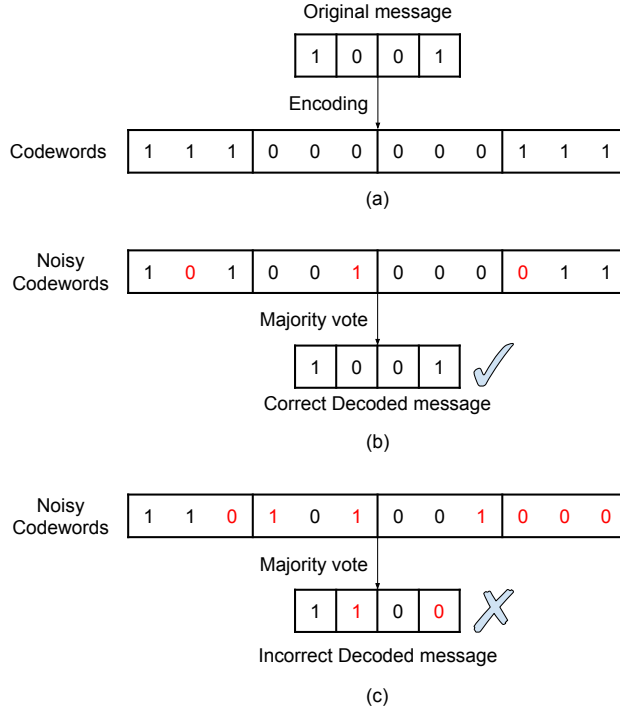 Original message
1 0 0 1
Encoding
Codewords 1 1 1 0 0 0 0 0 0 1 1 1
(a)
Noisy
Codewords
1 0 1 0 0 1 0 0 0 0 1 1
Majority vote
1 0 0 1
Correct Decoded message
(b)
Noisy
Codewords
1 1 0 1 0 1 0 0 1 0 0 0
Majority vote
1 1 0 0
Incorrect Decoded message
(c)